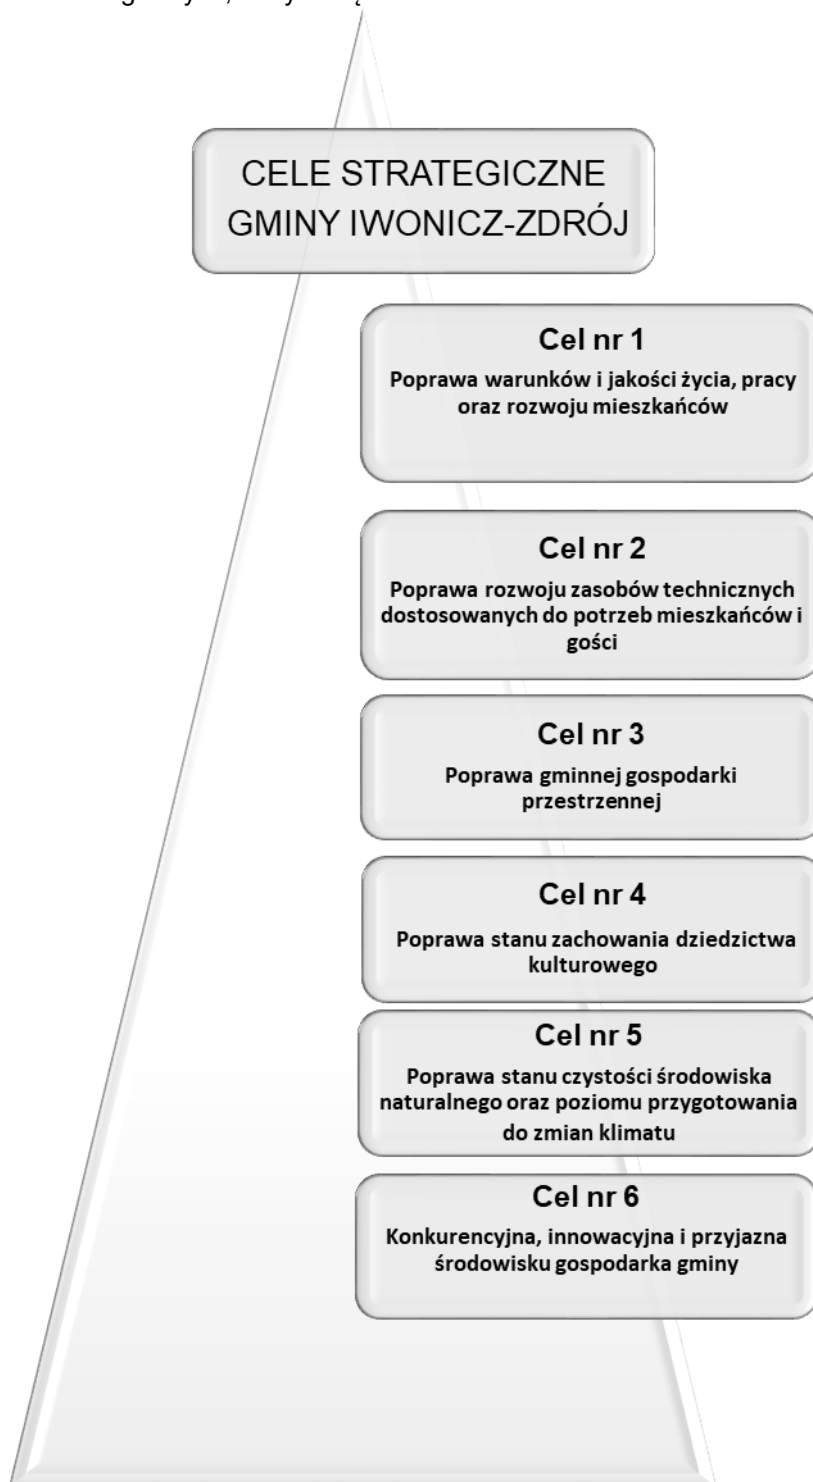 CELE STRATEGICZNE
GMINY IWONICZ-ZDRÓJ
Cel nr 1
Poprawa warunków i jakości życia, pracy
oraz rozwoju mieszkańców
Cel nr 2
Poprawa rozwoju zasobów technicznych
dostosowanych do potrzeb mieszkańców i
gości
Cel nr 3
Poprawa gminnej gospodarki
przestrzennej
Cel nr 4
Poprawa stanu zachowania dziedzictwa
kulturowego
Cel nr 5
Poprawa stanu czystości środowiska
naturalnego oraz poziomu przygotowania
do zmian klimatu
Cel nr 6
Konkurencyjna, innowacyjna i przyjazna
środowisku gospodarka gminy